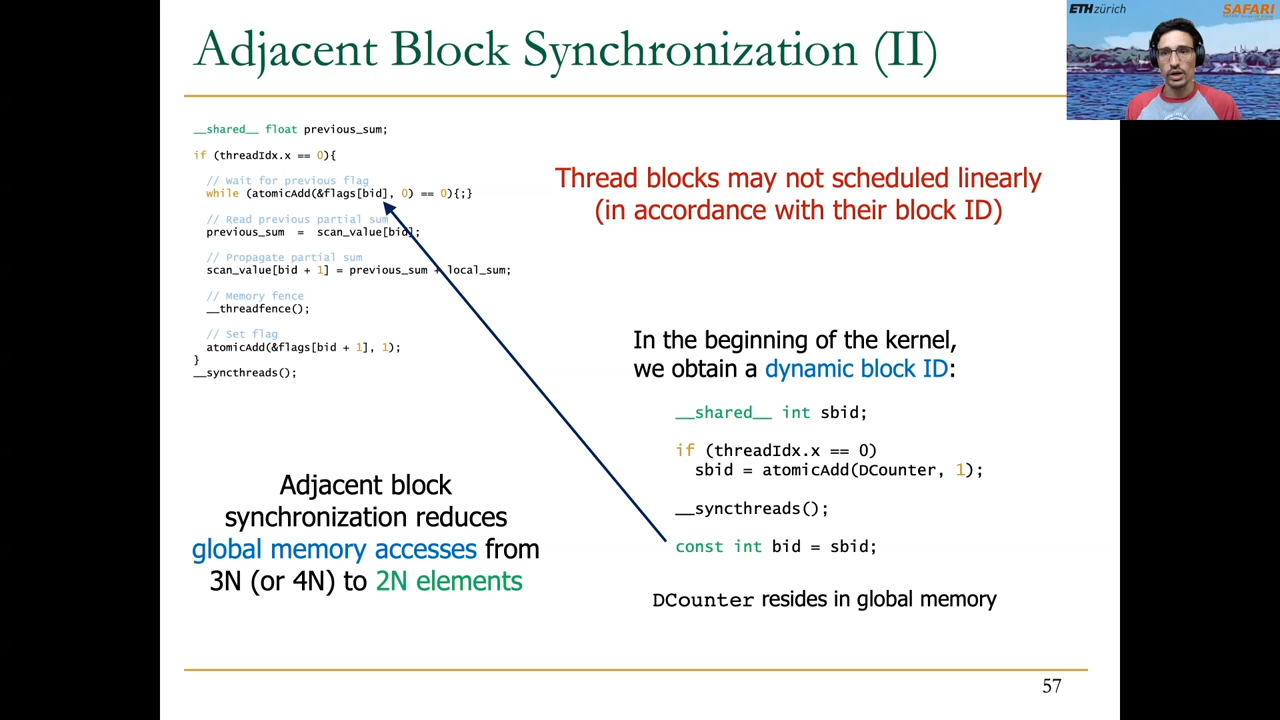 Adjacent Block Synchronization (II)
ETHzürich
SAFARI
__shared__ float previous_sum;
if (threadIdx.x == 0){
// Wait for previous flag
while (atomicAdd(&flags[bid], 0) == 0){;}
// Read previous partial sum
previous_sum = scan_value[bid];
// Propagate partial sum
scan_value[bid + 1] = previous_sum + local_sum;
// Memory fence
__threadfence();
// Set flag
atomicAdd(&flags[bid + 1], 1);
}
__syncthreads();
Thread blocks may not scheduled linearly
(in accordance with their block ID)
In the beginning of the kernel,
we obtain a dynamic block ID:
__shared__ int sbid;
if (threadIdx.x == 0)
sbid = atomicAdd(DCounter, 1);
__syncthreads();
const int bid = sbid;
DCounter resides in global memory
Adjacent block
synchronization reduces
global memory accesses from
3N (or 4N) to 2N elements
57